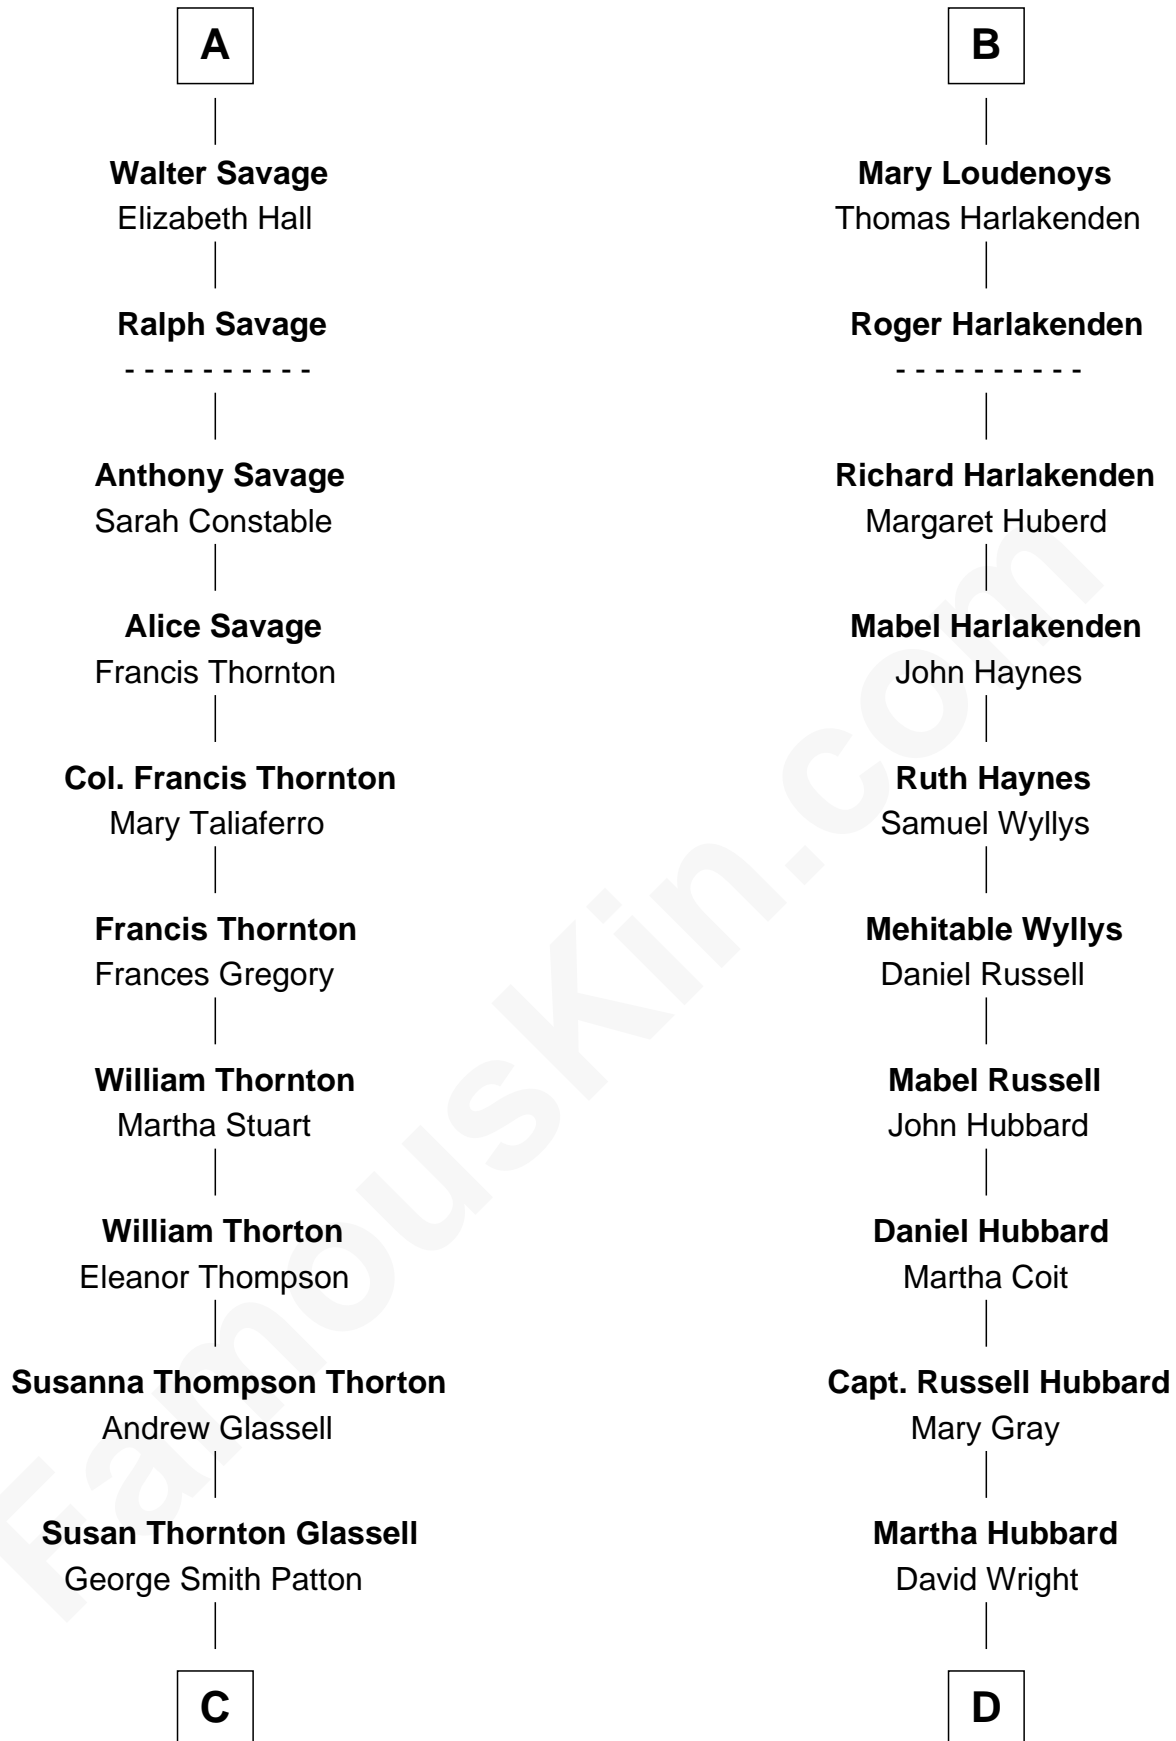 A
Walter Savage
Elizabeth Hall
Ralph Savage
- - - - - - - - - -
Anthony Savage
Sarah Constable
Alice Savage
Francis Thornton
Col. Francis Thornton
Mary Taliaferro
Francis Thornton
Frances Gregory
William Thornton
Martha Stuart
William Thorton
Eleanor Thompson
Susanna Thompson Thorton
Andrew Glassell
Susan Thornton Glassell
George Smith Patton
C
B
Mary Loudenoys
Thomas Harlakenden
Roger Harlakenden
- - - - - - - - - -
Richard Harlakenden
Margaret Huberd
Mabel Harlakenden
John Haynes
Ruth Haynes
Samuel Wyllys
Mehitable Wyllys
Daniel Russell
Mabel Russell
John Hubbard
Daniel Hubbard
Martha Coit
Capt. Russell Hubbard
Mary Gray
Martha Hubbard
David Wright
D
FamousKin.com